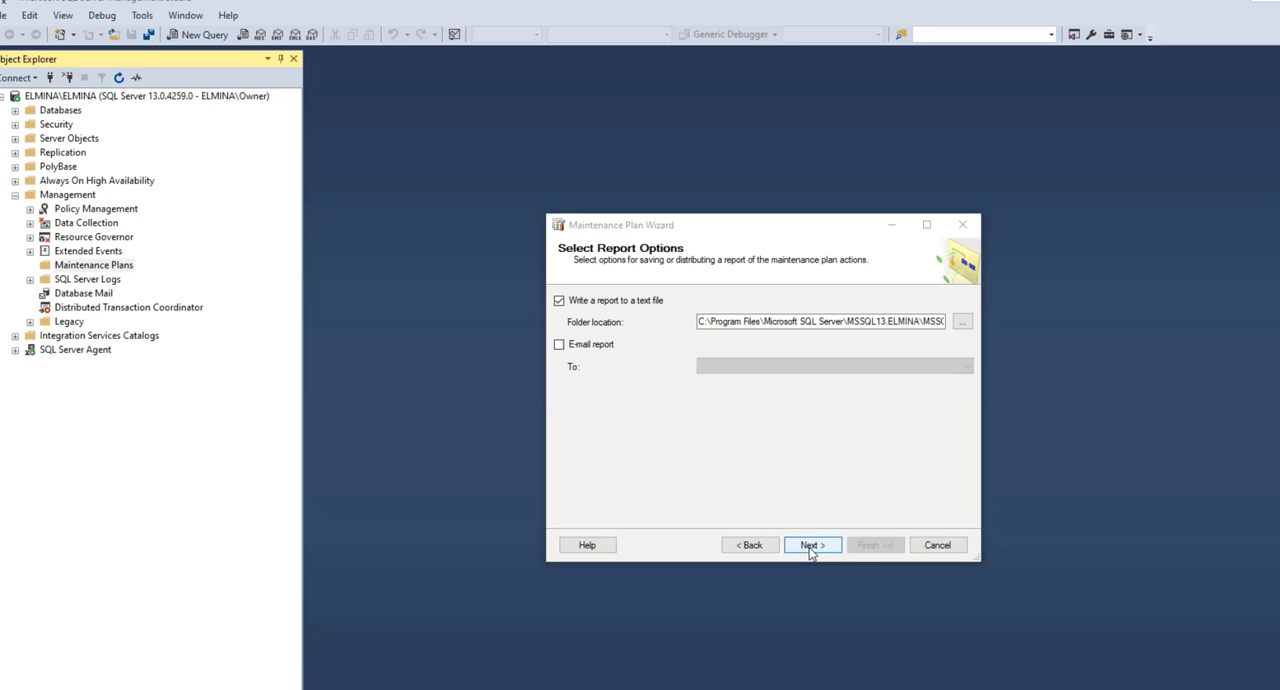 Edit View Debug Tools Window Help
New Query Generic Debugger
Object Explorer
Connect
ELMINA\ELMINA (SQL Server 13.0.4259.0 - ELMINA\Owner)
Databases
Security
Server Objects
Replication
PolyBase
Always On High Availability
Management
Policy Management
Data Collection
Resource Governor
Extended Events
Maintenance Plans
SQL Server Logs
Database Mail
Distributed Transaction Coordinator
Legacy
Integration Services Catalogs
SQL Server Agent
Maintenance Plan Wizard
Select Report Options
Select options for saving or distributing a report of the maintenance plan actions.
Write a report to a text file
Folder location: C:\Program Files\Microsoft SQL Server\MSSQL13.ELMINA\MSSQ ...
E-mail report
To:
Help < Back Next > Finish >>| Cancel